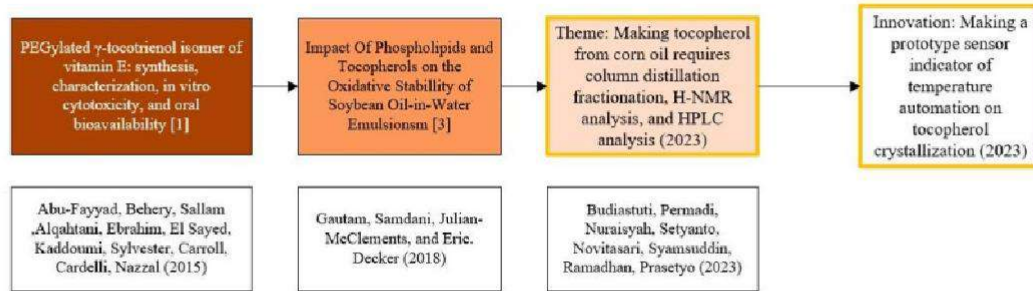 PEGylated γ-tocotrienol isomer of
vitamin E: synthesis,
characterization, in vitro
cytotoxicity, and oral
bioavailability [1]
Impact Of Phospholipids and
Tocopherols on the
Oxidative Stabillity of
Soybean Oil-in-Water
Emulsionsm [3]
Theme: Making tocopherol
from corn oil requires
column distillation
fractionation, H-NMR
analysis, and HPLC
analysis (2023)
Innovation: Making a
prototype sensor
indicator of
temperature
automation on
tocopherol
crystallization (2023)
Abu-Fayyad, Behery, Sallam
,Alqahtani, Ebrahim, El Sayed,
Kaddoumi, Sylvester, Carroll,
Cardelli, Nazzal (2015)
Gautam, Samdani, Julian-
McClements, and Eric.
Decker (2018)
Budiastuti, Permadi,
Nuraisyah, Setyanto,
Novitasari, Syamsuddin,
Ramadhan, Prasetyo (2023)